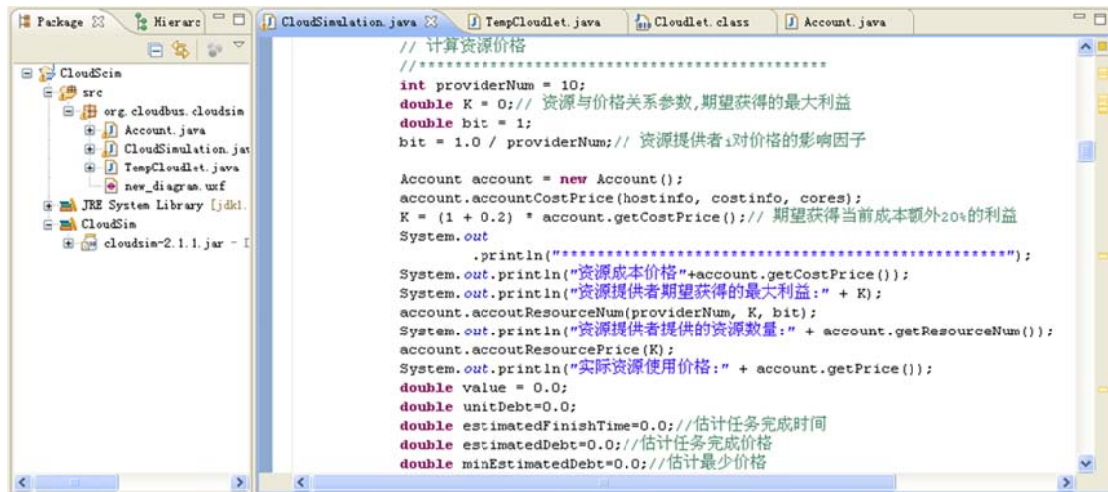 Package
Hierarc
CloudScim
src
org.cloudbus.cloudsim
Account.java
CloudSimulation.jav
TempCloudlet.java
new_diagram.uxf
JRE System Library [jdk1.
CloudSim
cloudsim-2.1.1.jar -
CloudSimulation.java
TempCloudlet.java
Cloudlet.class
Account.java
// 计算资源价格
//**********************************************
int providerNum = 10;
double K = 0;// 资源与价格关系参数,期望获得的最大利益
double bit = 1;
bit = 1.0 / providerNum;// 资源提供者i对价格的影响因子
Account account = new Account();
account.accountCostPrice(hostinfo, costinfo, cores);
K = (1 + 0.2) * account.getCostPrice();// 期望获得当前成本额外20%的利益
System.out
.println("**************************************************");
System.out.println("资源成本价格"+account.getCostPrice());
System.out.println("资源提供者期望获得的最大利益:" + K);
account.accoutResourceNum(providerNum, K, bit);
System.out.println("资源提供者提供的资源数量:" + account.getResourceNum());
account.accoutResourcePrice(K);
System.out.println("实际资源使用价格:" + account.getPrice());
double value = 0.0;
double unitDebt=0.0;
double estimatedFinishTime=0.0;//估计任务完成时间
double estimatedDebt=0.0;//估计任务完成价格
double minEstimatedDebt=0.0;//估计最少价格